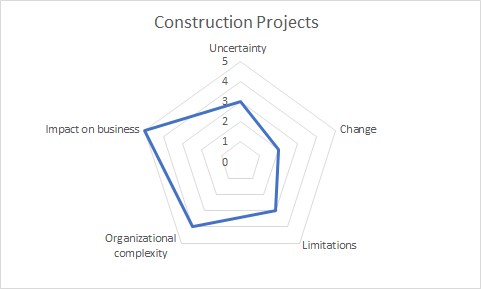 Construction Projects
Uncertainty
5
4
3
2
1
0
Change
Limitations
Organizational
complexity
Impact on business